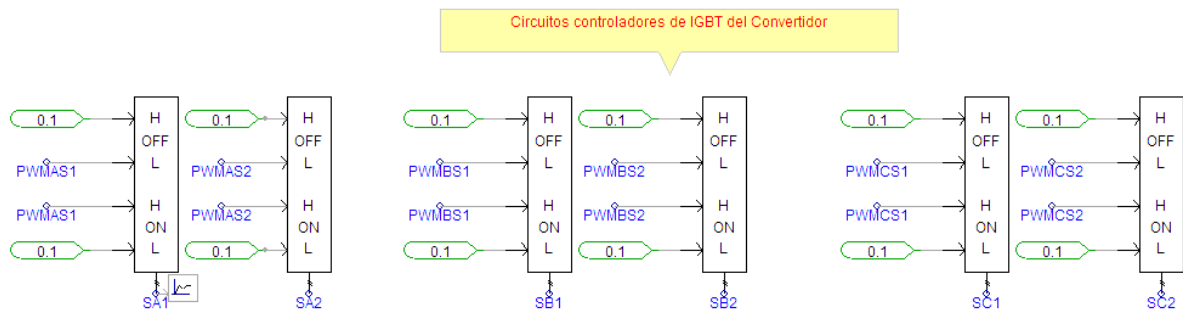 Circuitos controladores de IGBT del Convertidor
0.1 H 0.1 H 0.1 H 0.1 H 0.1 H 0.1 H
OFF OFF OFF OFF OFF OFF
L L L L L L
PWMAS1 PWMAS2 PWMBS1 PWMBS2 PWMCS1 PWMCS2
H H H H H H
PWMAS1 PWMAS2 PWMBS1 PWMBS2 PWMCS1 PWMCS2
ON ON ON ON ON ON
0.1 L 0.1 L 0.1 L 0.1 L 0.1 L 0.1 L
SA1 SA2 SB1 SB2 SC1 SC2